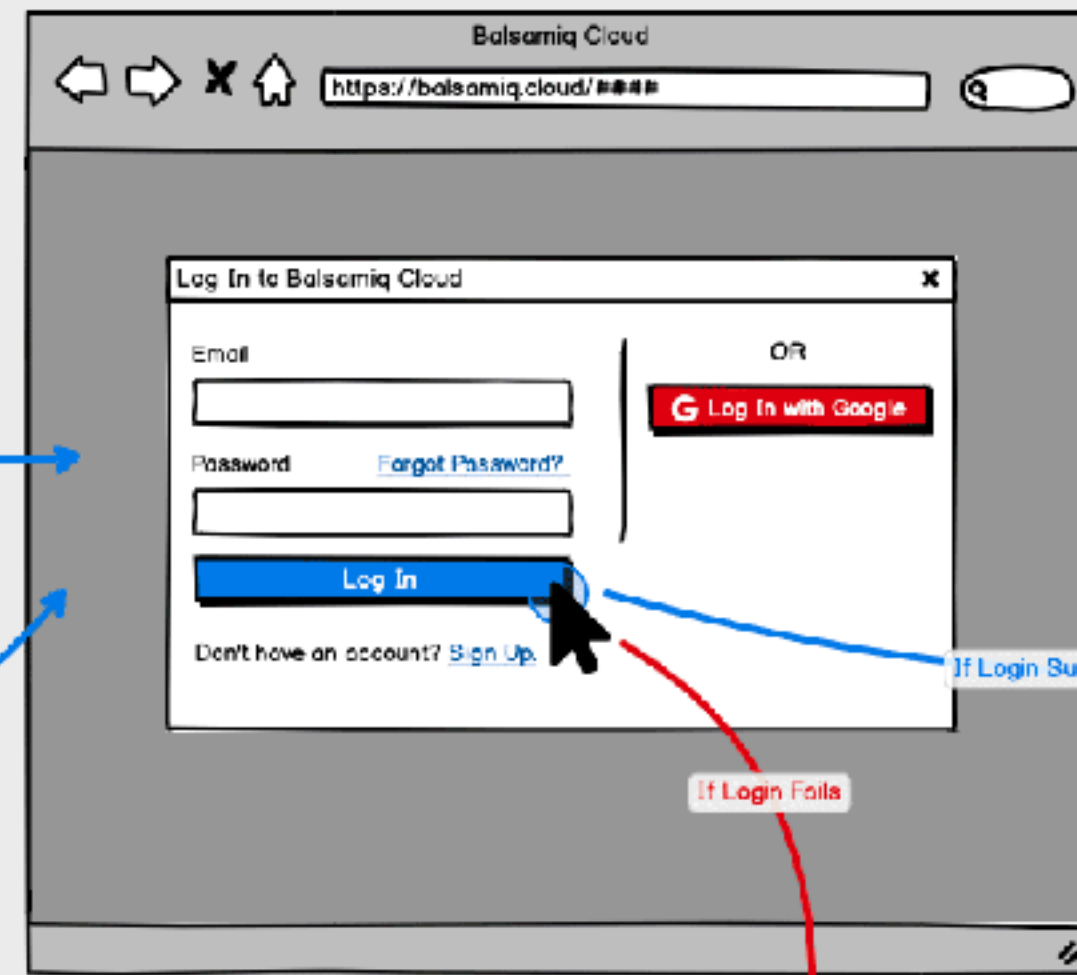 Balsamiq Cloud
https://balsamiq.cloud/####
Log In to Balsamiq Cloud
Email
OR
G Log In with Google
Password Forgot Password?
Log In
Don't have an account? Sign Up.
If Login Su
If Login Fails